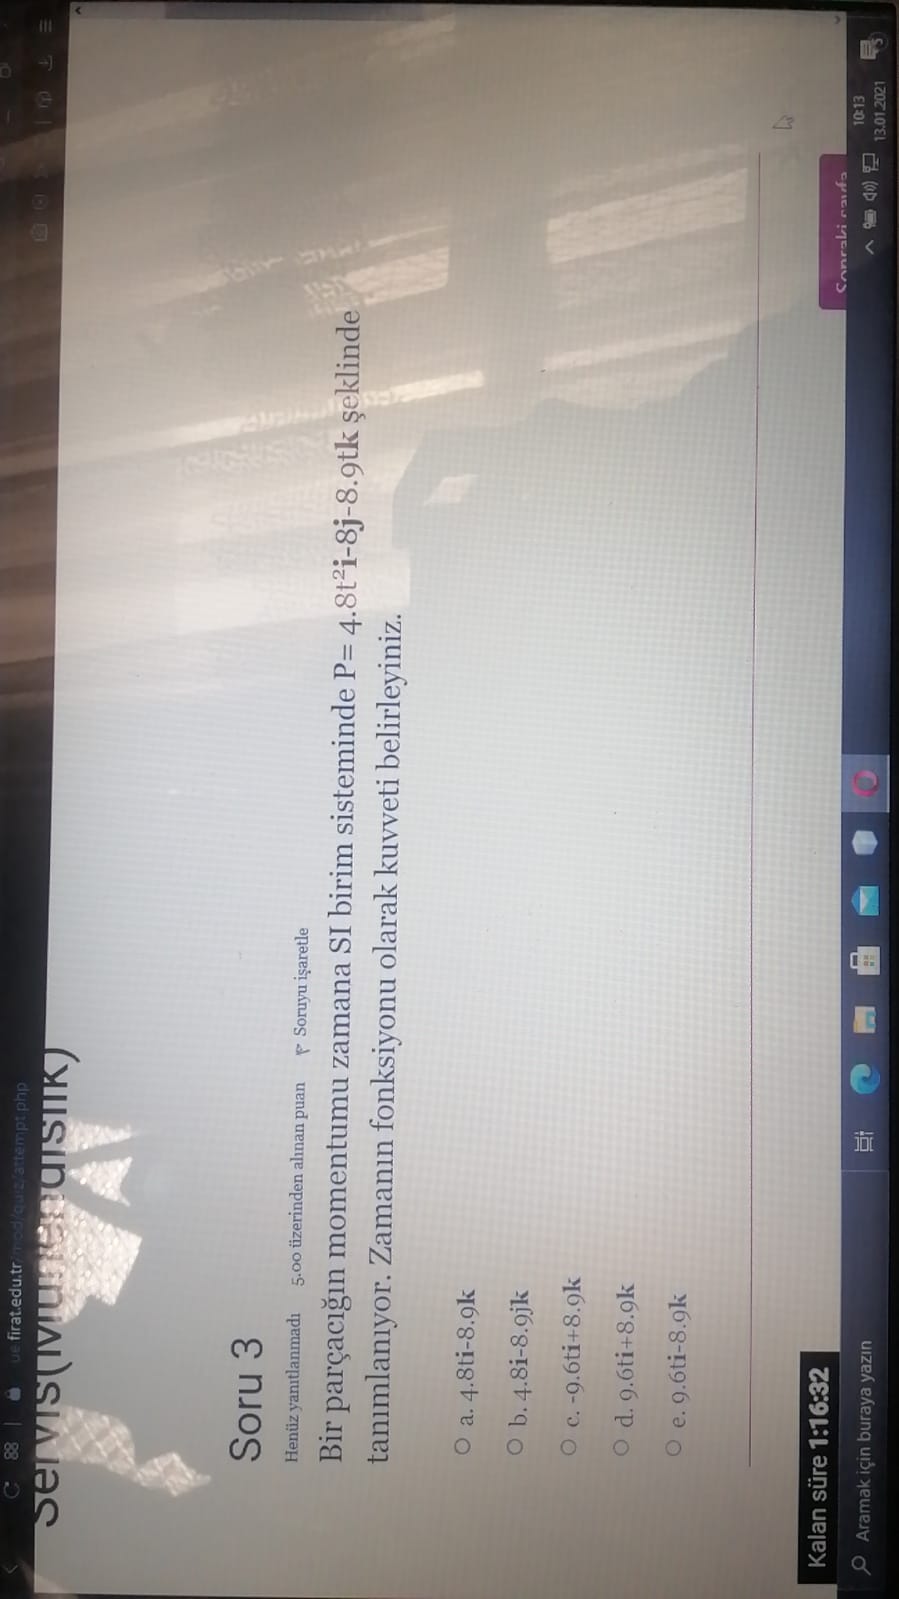 88
ue.firat.edu.tr/mod/quiz/attempt.php
Servis(Mühendislik)
Soru 3
Henüz yanıtlanmadı 5.00 üzerinden alınan puan Soruyu işaretle
Bir parçacığın momentumu zamana SI birim sisteminde P= 4.8t²i-8j-8.9tk şeklinde
tanımlanıyor. Zamanın fonksiyonu olarak kuvveti belirleyiniz.
a. 4.8ti-8.9k
b. 4.8i-8.9jk
c. -9.6ti+8.9k
d. 9.6ti+8.9k
e. 9.6ti-8.9k
Sonraki sayfa
Kalan süre 1:16:32
Aramak için buraya yazın
10:13
13.01.2021